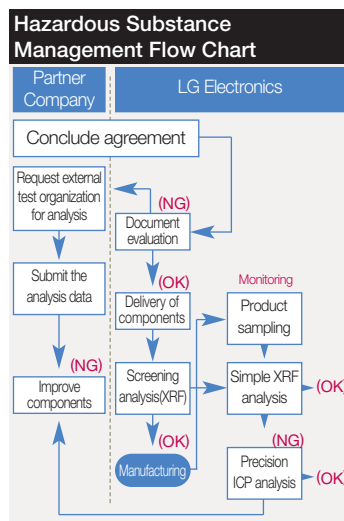 Hazardous Substance
Management Flow Chart
Partner
Company
LG Electronics
Conclude agreement
Request external
test organization
for analysis
(NG)
Document
evaluation
(OK)
Submit the
analysis data
Delivery of
components
Monitoring
Product
sampling
(NG)
Improve
components
Screening
analysis(XRF)
Simple XRF
analysis
(OK)
(OK)
Manufacturing
(NG)
Precision
ICP analysis
(OK)